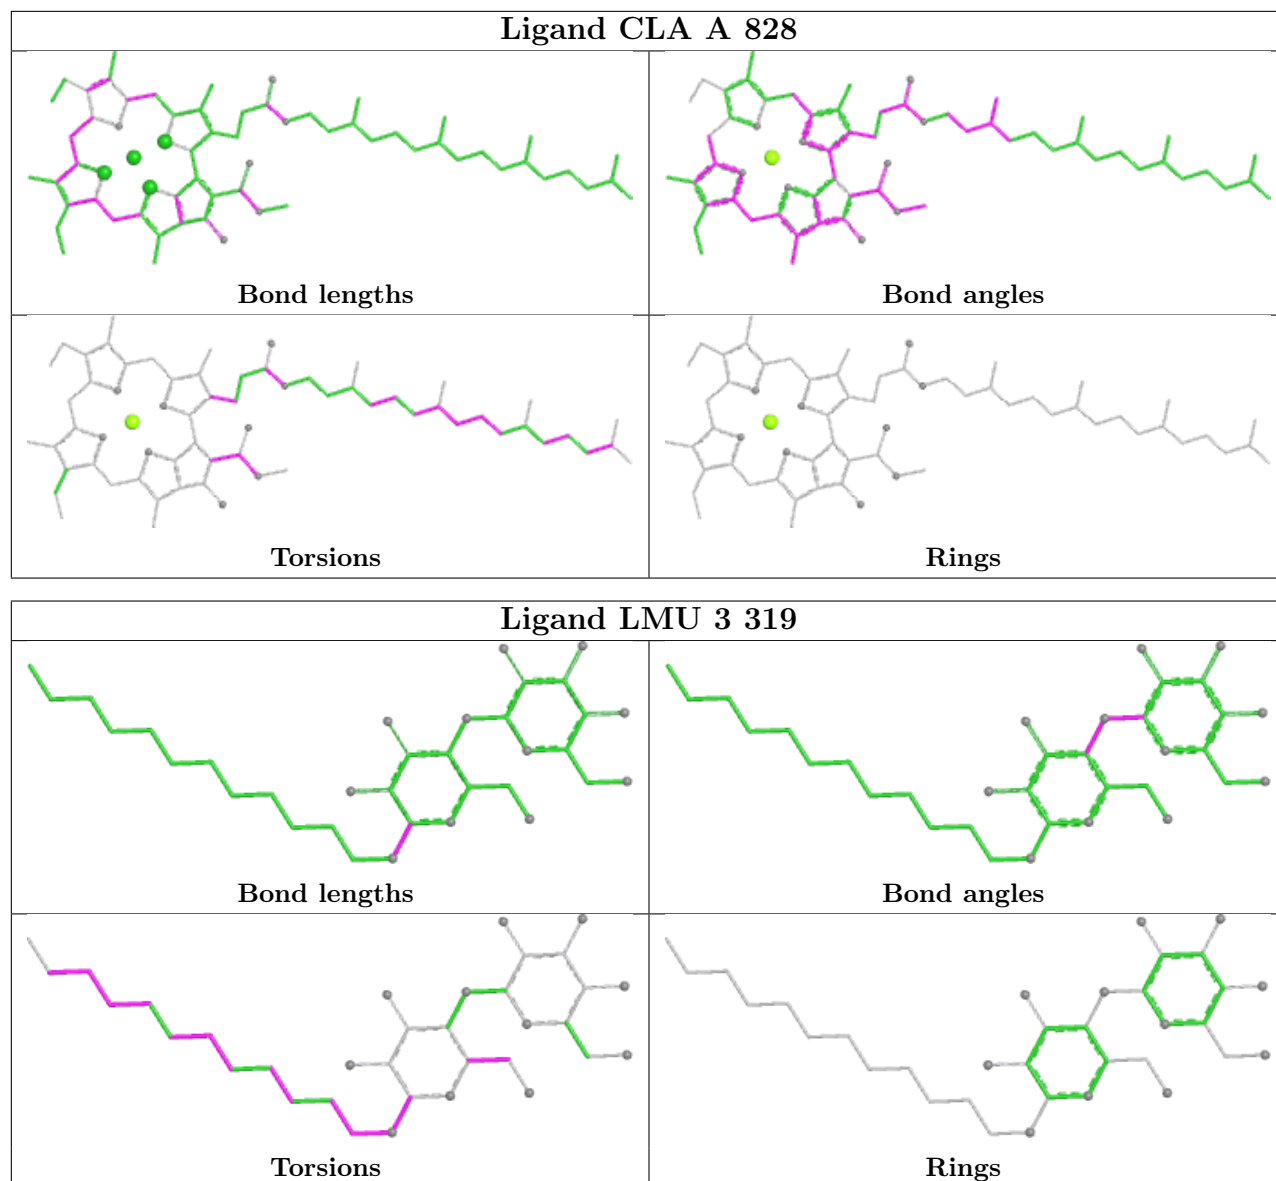 Ligand CLA A 828
Bond lengths
Bond angles
Torsions
Rings
Ligand LMU 3 319
Bond lengths
Bond angles
Torsions
Rings